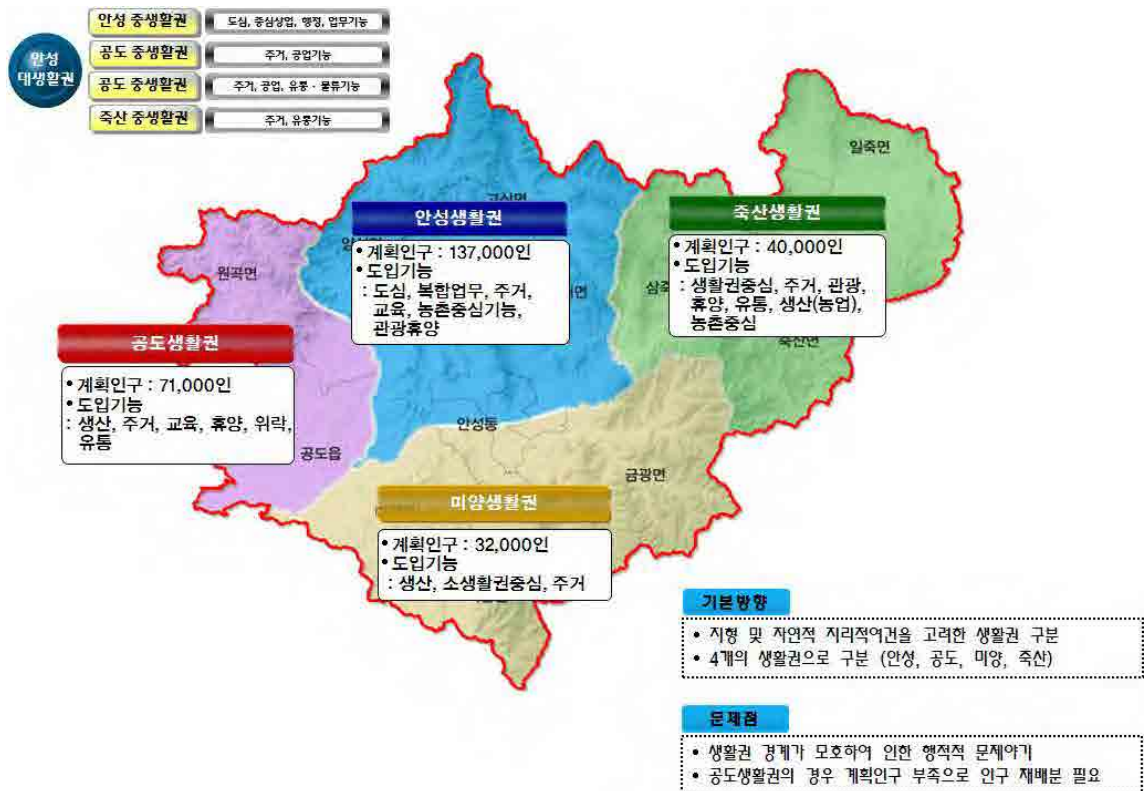 안성
대생활권
안성 중생활권
도심, 중심상업, 행정, 업무기능
공도 중생활권
주거, 공업기능
공도 중생활권
주거, 공업, 유통·물류기능
죽산 중생활권
주거, 유통기능
일죽면
안성생활권
• 계획인구 : 137,000인
• 도입기능
: 도심, 복합업무, 주거,
교육, 농촌중심기능,
관광휴양
죽산생활권
• 계획인구 : 40,000인
• 도입기능
: 생활권중심, 주거, 관광,
휴양, 유통, 생산(농업),
농촌중심
죽산면
원곡면
공도생활권
• 계획인구 : 71,000인
• 도입기능
: 생산, 주거, 교육, 휴양, 위락,
유통
공도읍
안성동
금광면
미양생활권
• 계획인구 : 32,000인
• 도입기능
: 생산, 소생활권중심, 주거
기본방향
• 지형 및 자연적 지리적여건을 고려한 생활권 구분
• 4개의 생활권으로 구분 (안성, 공도, 미양, 죽산)
문제점
• 생활권 경계가 모호하여 인한 행적적 문제야기
• 공도생활권의 경우 계획인구 부족으로 인구 재배분 필요